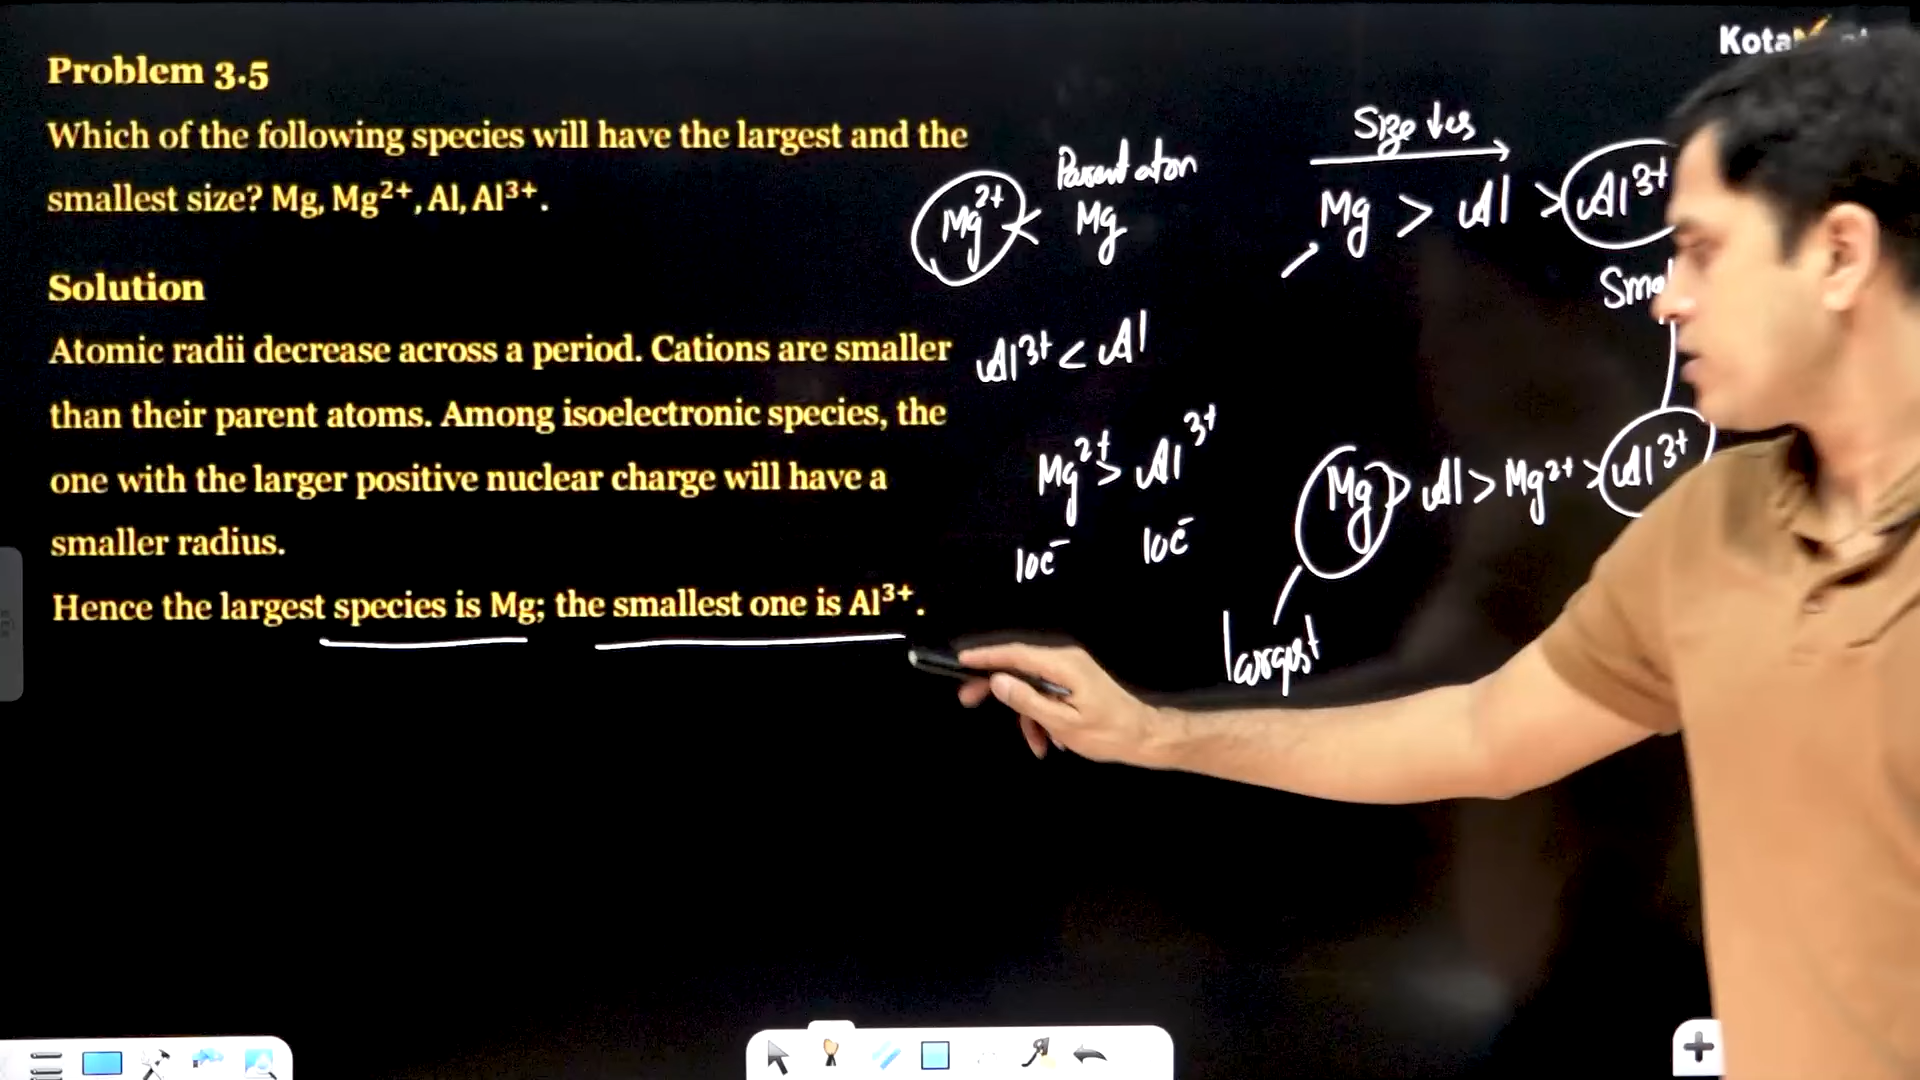 Problem 3.5
Which of the following species will have the largest and the
smallest size? Mg, Mg²⁺, Al, Al³⁺.
Solution
Atomic radii decrease across a period. Cations are smaller
than their parent atoms. Among isoelectronic species, the
one with the larger positive nuclear charge will have a
smaller radius.
Hence the largest species is Mg; the smallest one is Al³⁺.
Parent atom
Mg²⁺ < Mg
Al³⁺ < Al
Mg²⁺ > Al³⁺
10e⁻ 10e⁻
Size ↓es
Mg > Al > Al³⁺
Mg > Al > Mg²⁺ > Al³⁺
largest